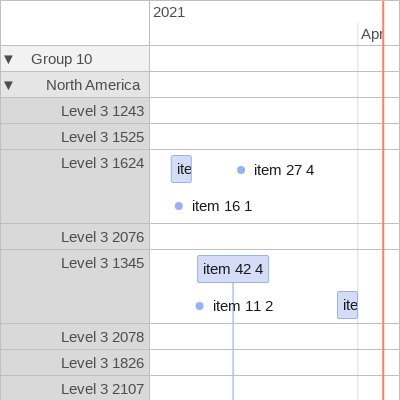 2021
Apr
▼ Group 10
▼ North America
Level 3 1243
Level 3 1525
Level 3 1624
ite
item 27 4
item 16 1
Level 3 2076
Level 3 1345
item 42 4
item 11 2
ite
Level 3 2078
Level 3 1826
Level 3 2107